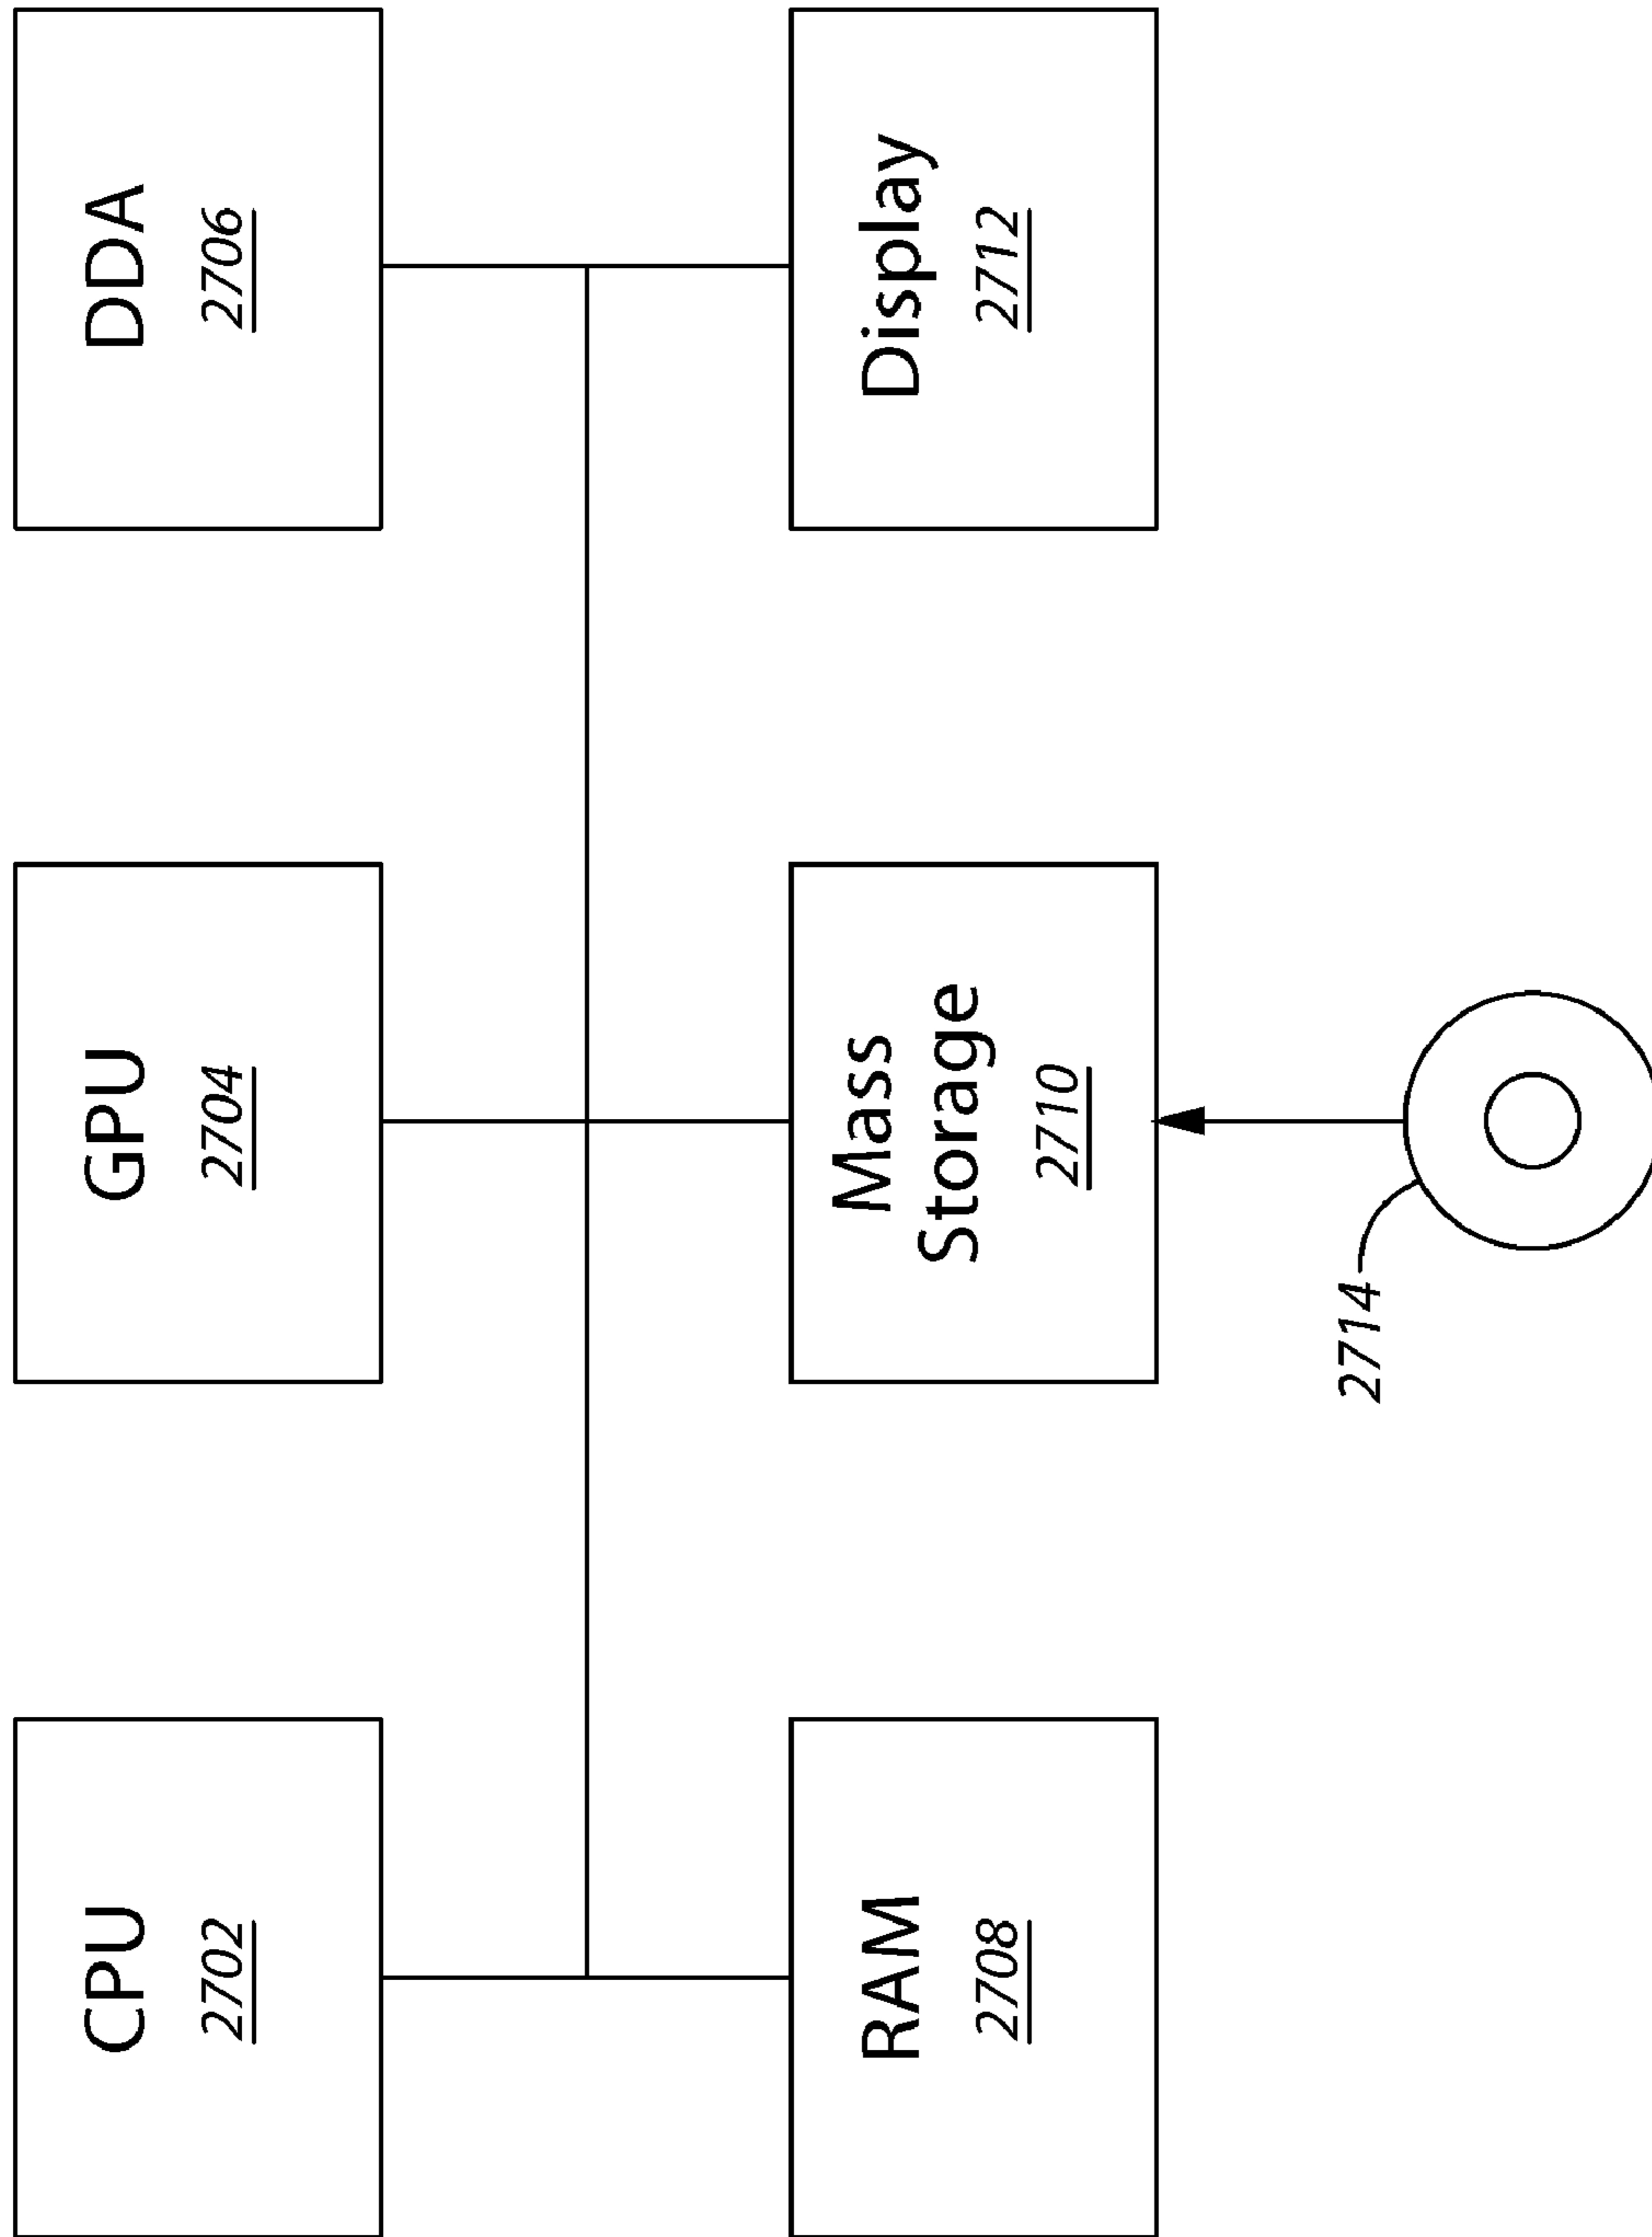 CPU
2702
GPU
2704
DDA
2706
RAM
2708
Mass
Storage
2710
Display
2712
2714